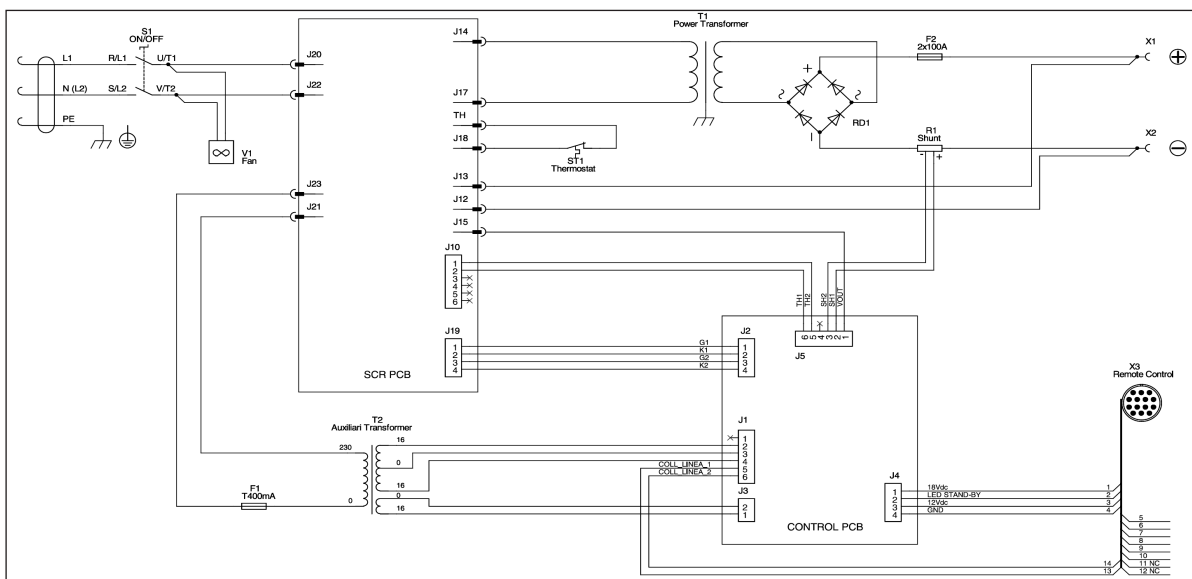 S1
ON/OFF
L1 R/L1 U/T1
N (L2) S/L2 V/T2
PE
V1
Fan
J20
J22
J23
J21
SCR PCB
J14
J17
TH
J18
J13
J12
J15
J10
1
2
3
4
5
6
J19
1
2
3
4
T1
Power Transformer
ST1
Thermostat
+
~ ~
−
RD1
F2
2x100A
R1
Shunt
- +
X1
+
X2
−
TH1
TH2
SH2
SH1
VOUT
6 5 4 3 2 1
J5
G1
K1
G2
K2
J2
1
2
3
4
T2
Auxiliari Transformer
230
0
16
0
16
0
16
F1
T400mA
COLL_LINEA_1
COLL_LINEA_2
J1
1
2
3
4
5
6
J3
2
1
CONTROL PCB
J4
1
2
3
4
18Vdc 1
LED STAND-BY 2
12Vdc 3
GND 4
X3
Remote Control
5
6
7
8
9
10
11 NC
12 NC
14
13